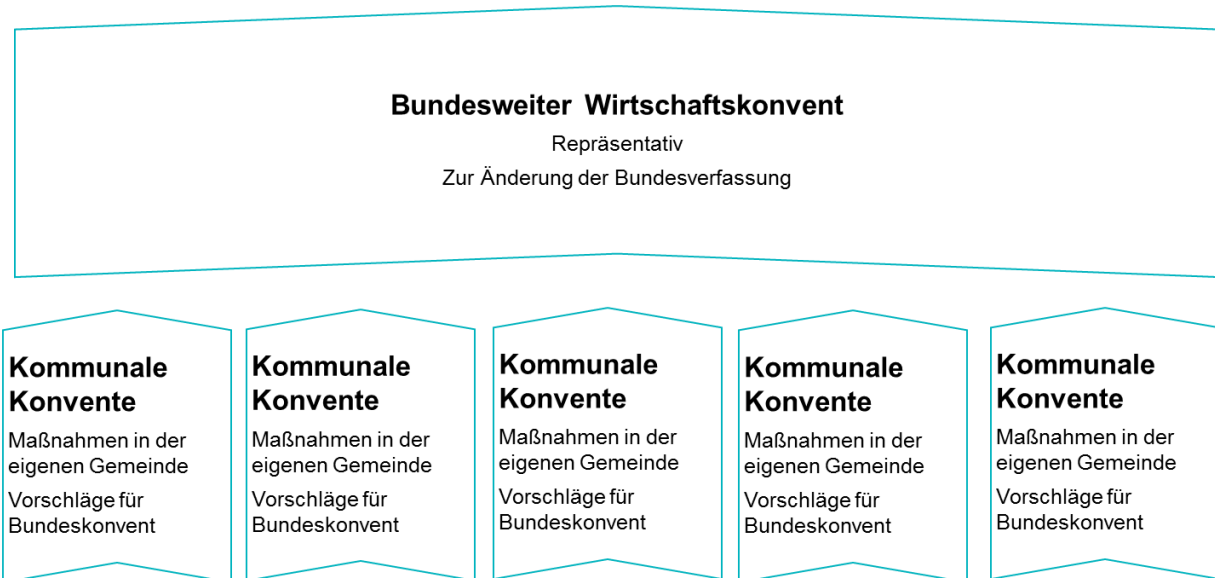 Bundesweiter Wirtschaftskonvent
Repräsentativ
Zur Änderung der Bundesverfassung
Kommunale
Konvente
Maßnahmen in der
eigenen Gemeinde
Vorschläge für
Bundeskonvent
Kommunale
Konvente
Maßnahmen in der
eigenen Gemeinde
Vorschläge für
Bundeskonvent
Kommunale
Konvente
Maßnahmen in der
eigenen Gemeinde
Vorschläge für
Bundeskonvent
Kommunale
Konvente
Maßnahmen in der
eigenen Gemeinde
Vorschläge für
Bundeskonvent
Kommunale
Konvente
Maßnahmen in der
eigenen Gemeinde
Vorschläge für
Bundeskonvent